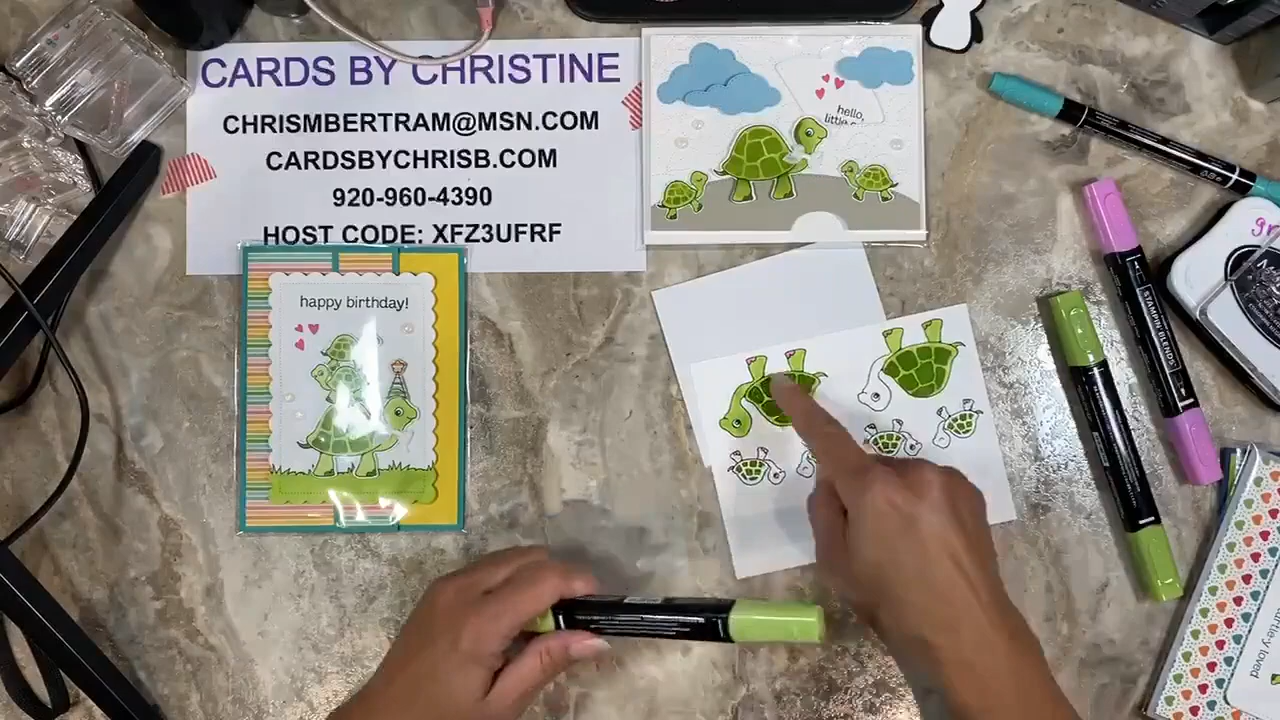 CARDS BY CHRISTINE
CHRISMBERTRAM@MSN.COM
CARDSBYCHRISB.COM
920-960-4390
HOST CODE: XFZ3UFRF
happy birthday!
hello,
STAMPIN' BLENDS
loved